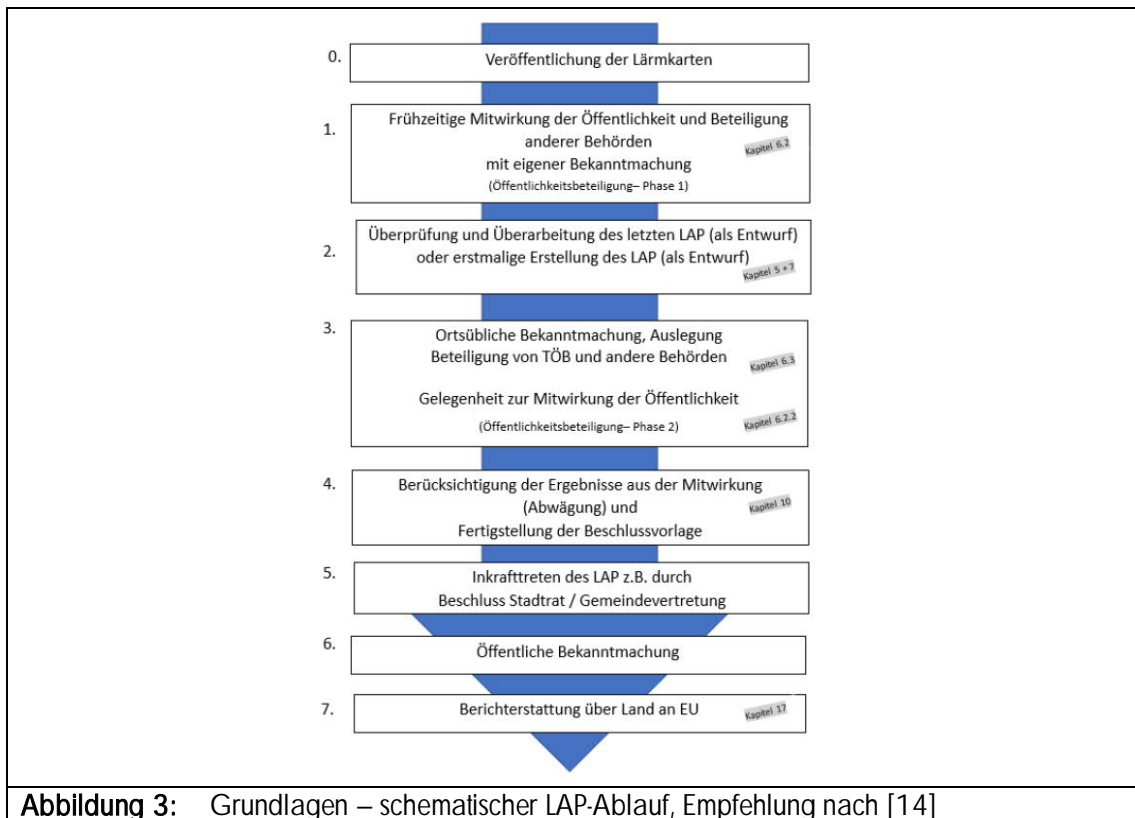 0.
Veröffentlichung der Lärmkarten
1.
Frühzeitige Mitwirkung der Öffentlichkeit und Beteiligung
anderer Behörden
Kapitel 6.2
mit eigener Bekanntmachung
(Öffentlichkeitsbeteiligung– Phase 1)
2.
Überprüfung und Überarbeitung des letzten LAP (als Entwurf)
oder erstmalige Erstellung des LAP (als Entwurf)
Kapitel 5 + 7
3.
Ortsübliche Bekanntmachung, Auslegung
Beteiligung von TÖB und andere Behörden
Kapitel 6.3
Gelegenheit zur Mitwirkung der Öffentlichkeit
(Öffentlichkeitsbeteiligung– Phase 2)
Kapitel 6.2.2
4.
Berücksichtigung der Ergebnisse aus der Mitwirkung
(Abwägung) und
Kapitel 10
Fertigstellung der Beschlussvorlage
5.
Inkrafttreten des LAP z.B. durch
Beschluss Stadtrat / Gemeindevertretung
6.
Öffentliche Bekanntmachung
7.
Berichterstattung über Land an EU
Kapitel 17
Abbildung 3: Grundlagen – schematischer LAP-Ablauf, Empfehlung nach [14]